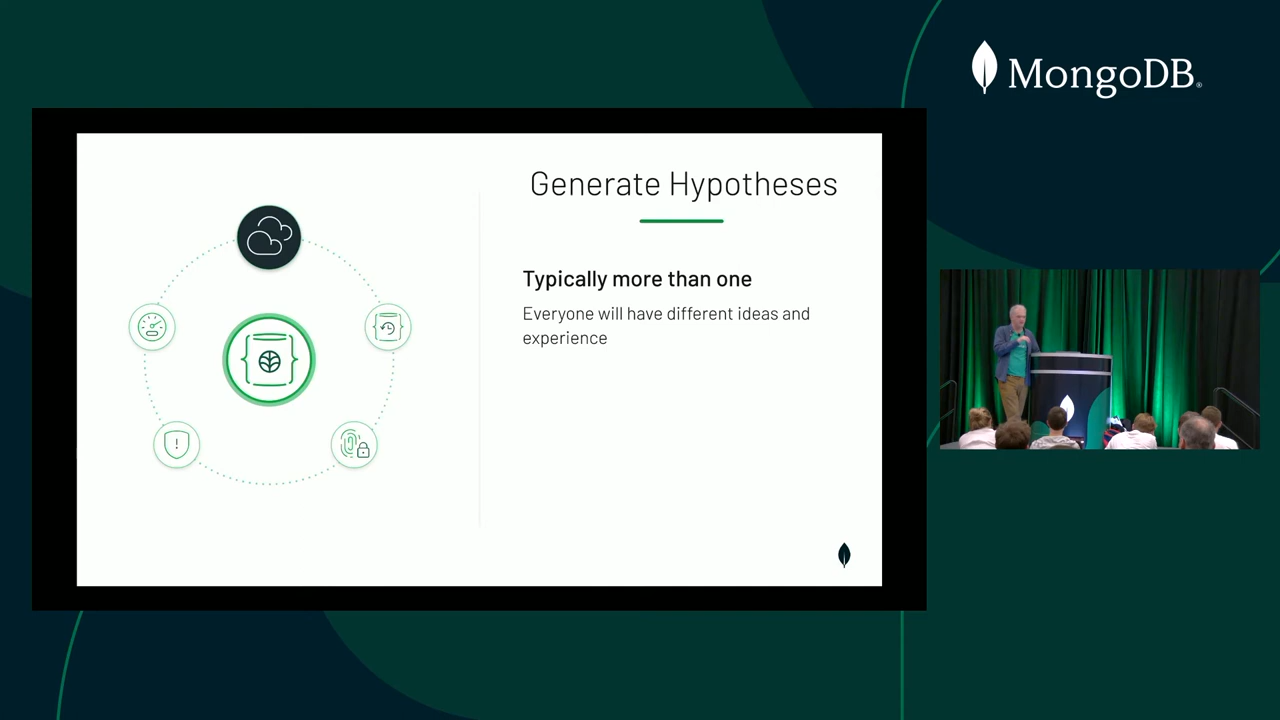 MongoDB®
Generate Hypotheses
Typically more than one
Everyone will have different ideas and
experience